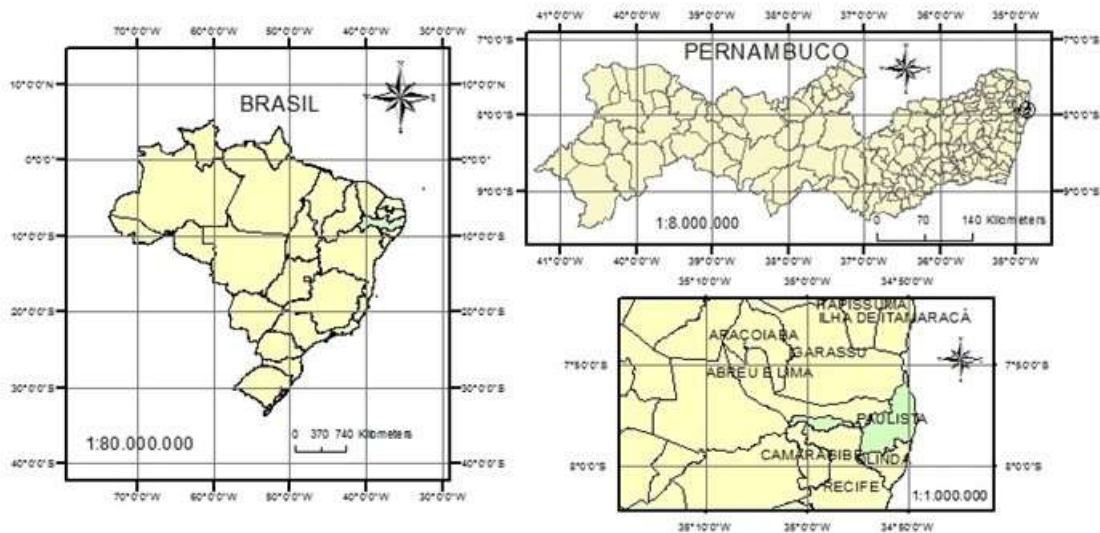 70°0'0"W 60°0'0"W 50°0'0"W 40°0'0"W 30°0'0"W
10°0'0"N 10°0'0"N
BRASIL
0°0'0" 0°0'0"
10°0'0"S 10°0'0"S
20°0'0"S 20°0'0"S
30°0'0"S 30°0'0"S
1:80.000.000
0 370 740 Kilometers
40°0'0"S 40°0'0"S
70°0'0"W 60°0'0"W 50°0'0"W 40°0'0"W 30°0'0"W
41°0'0"W 40°0'0"W 39°0'0"W 38°0'0"W 37°0'0"W 36°0'0"W 35°0'0"W
7°0'0"S 7°0'0"S
PERNAMBUCO
8°0'0"S 8°0'0"S
9°0'0"S 9°0'0"S
1:8.000.000
0 70 140 Kilometers
41°0'0"W 40°0'0"W 39°0'0"W 38°0'0"W 37°0'0"W 36°0'0"W 35°0'0"W
35°10'0"W 35°0'0"W 34°50'0"W
ITAPISSUMA
ILHA DE ITAMARACÁ
ARAÇOIABA
IGARASSU
7°50'0"S 7°50'0"S
ABREU E LIMA
PAULISTA
CAMARAGIBE
OLINDA
8°0'0"S 8°0'0"S
RECIFE
1:1.000.000
35°10'0"W 35°0'0"W 34°50'0"W